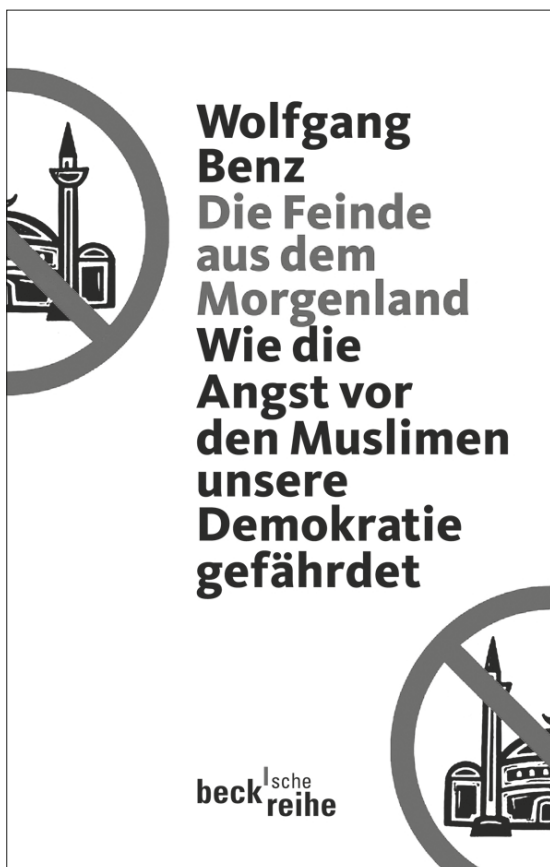 Wolfgang
Benz
Die Feinde
aus dem
Morgenland
Wie die
Angst vor
den Muslimen
unsere
Demokratie
gefährdet
beck'sche
reihe